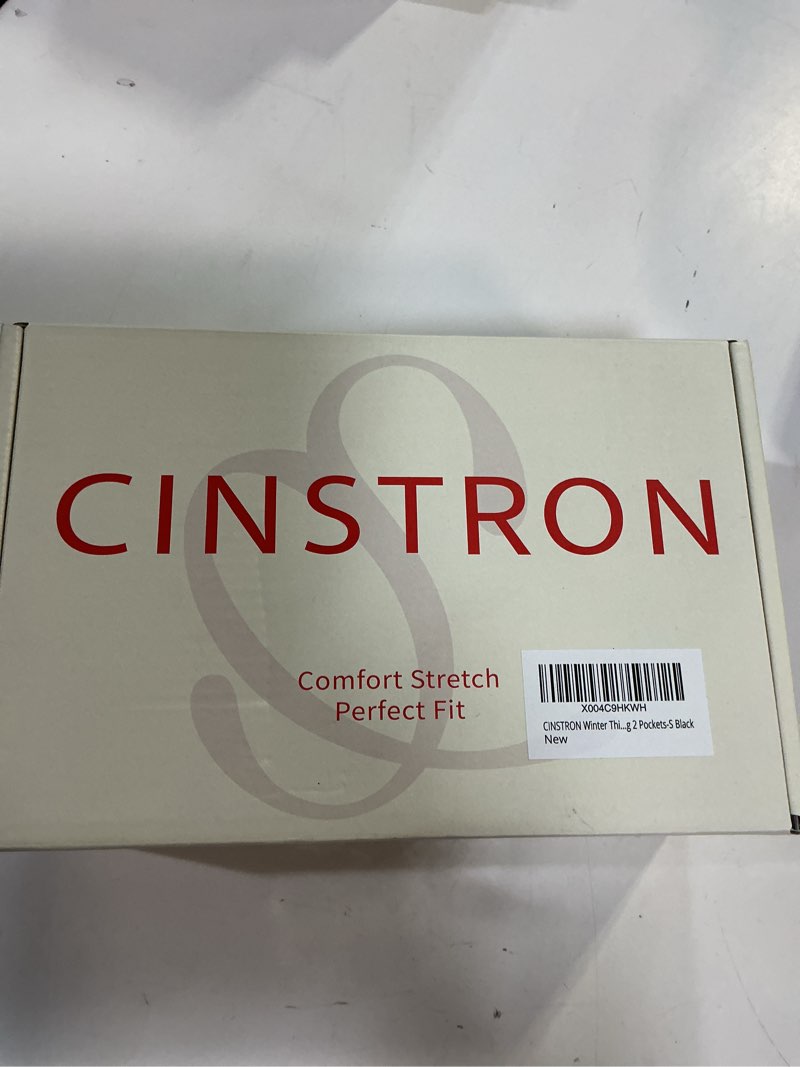 CINSTRON
Comfort Stretch
Perfect Fit
X004C9HKWH
CINSTRON Winter Thi...g 2 Pockets-S Black
New